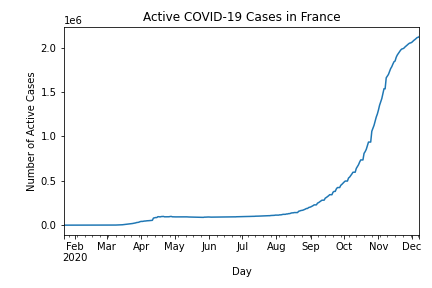 Active COVID-19 Cases in France
1e6
2.0
1.5
1.0
0.5
0.0
Number of Active Cases
Feb Mar Apr May Jun Jul Aug Sep Oct Nov Dec
2020
Day